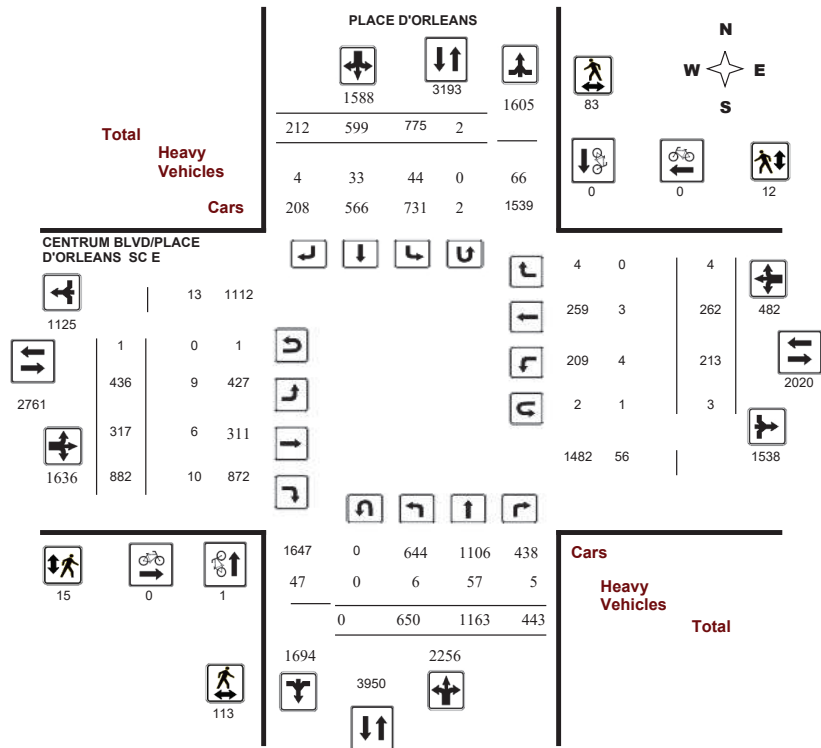 PLACE D'ORLEANS
N
W E
S
1588
3193
1605
83
212 599 775 2
Total
Heavy
Vehicles
4 33 44 0 66
0 0 12
Cars
208 566 731 2 1539
CENTRUM BLVD/PLACE
D'ORLEANS SC E
13 1112
1125
4 0 4
259 3 262 482
1 0 1
2761
436 9 427
209 4 213
2020
2 1 3
317 6 311
1636
882 10 872
1482 56 1538
1647 0 644 1106 438
Cars
47 0 6 57 5
Heavy
Vehicles
15 0 1
0 650 1163 443
Total
1694 2256
3950
113